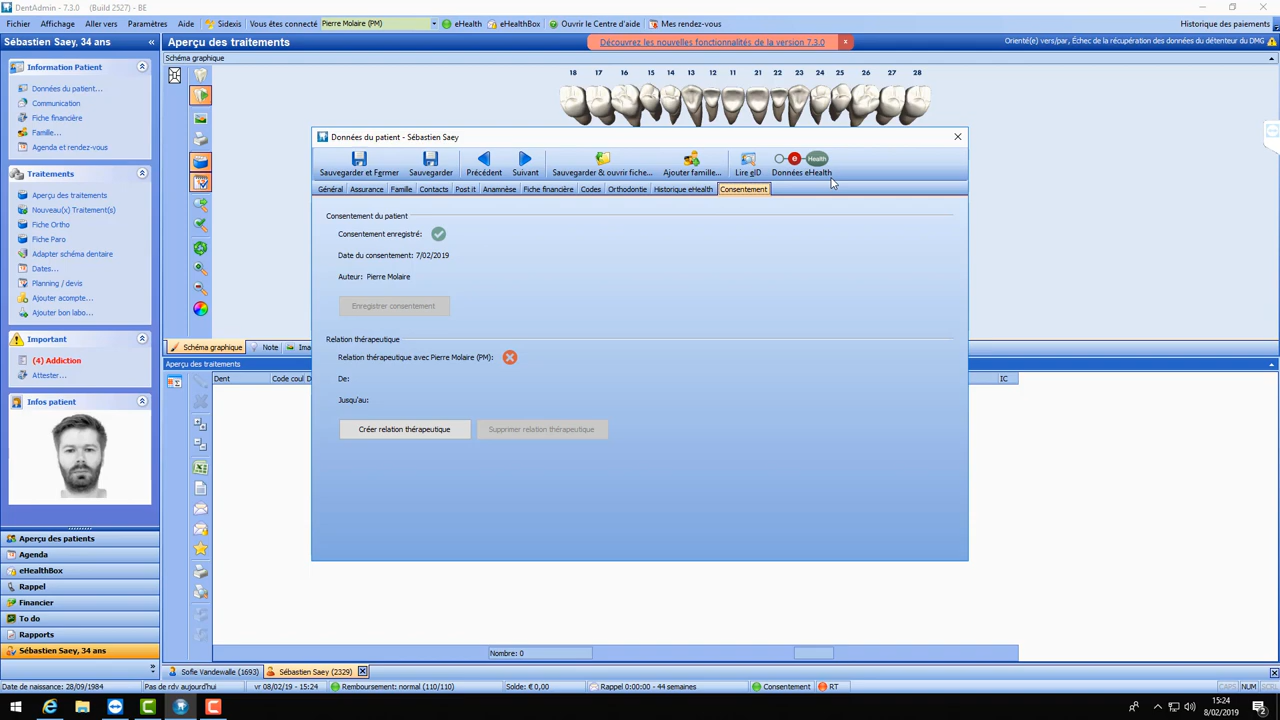 DentAdmin - 7.3.0 (Build 2527) - BE
Fichier Affichage Aller vers Paramètres Aide Sidexis Vous êtes connecté Pierre Molaire (PM) eHealth eHealthBox Ouvrir le Centre d'aide Mes rendez-vous Historique des paiements
Sébastien Saey, 34 ans «
Aperçu des traitements
Découvrez les nouvelles fonctionnalités de la version 7.3.0 x
Orienté(e) vers/par, Échec de la récupération des données du détenteur du DMG
Information Patient
Données du patient...
Communication
Fiche financière
Famille...
Agenda et rendez-vous
Traitements
Aperçu des traitements
Nouveau(x) Traitement(s)
Fiche Ortho
Fiche Paro
Adapter schéma dentaire
Dates...
Planning / devis
Ajouter acompte...
Ajouter bon labo...
Important
(4) Addiction
Attester...
Infos patient
Aperçu des patients
Agenda
eHealthBox
Rappel
Financier
To do
Rapports
Sébastien Saey, 34 ans
Schéma graphique
18 17 16 15 14 13 12 11 21 22 23 24 25 26 27 28
Données du patient - Sébastien Saey
e Health
Sauvegarder et Fermer Sauvegarder Précédent Suivant Sauvegarder & ouvrir fiche... Ajouter famille... Lire eID Données eHealth
Général Assurance Famille Contacts Post it Anamnèse Fiche financière Codes Orthodontie Historique eHealth Consentement
Consentement du patient
Consentement enregistré:
Date du consentement: 7/02/2019
Auteur: Pierre Molaire
Enregistrer consentement
Relation thérapeutique
Relation thérapeutique avec Pierre Molaire (PM):
De:
Jusqu'au:
Créer relation thérapeutique Supprimer relation thérapeutique
Schéma graphique Note Ima
Aperçu des traitements
Dent Code coul D IC
Nombre: 0
Sofie Vandewalle (1693) Sébastien Saey (2329)
Date de naissance: 28/09/1984 Pas de rdv aujourd'hui vr 08/02/19 - 15:24 Remboursement: normal (110/110) Solde: € 0,00 Rappel 0:00:00 - 44 semaines Consentement RT CAPS NUM SCRL
15:24
8/02/2019
2